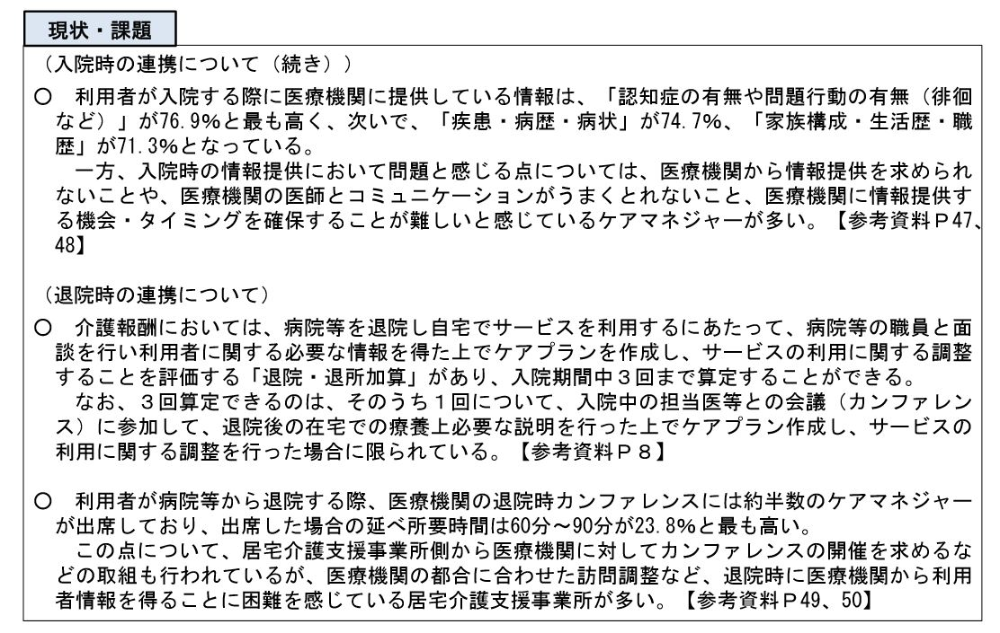 現状・課題
（入院時の連携について（続き））
○　利用者が入院する際に医療機関に提供している情報は、「認知症の有無や問題行動の有無（徘徊
など）」が76.9％と最も高く、次いで、「疾患・病歴・病状」が74.7％、「家族構成・生活歴・職
歴」が71.3％となっている。
一方、入院時の情報提供において問題と感じる点については、医療機関から情報提供を求められ
ないことや、医療機関の医師とコミュニケーションがうまくとれないこと、医療機関に情報提供す
る機会・タイミングを確保することが難しいと感じているケアマネジャーが多い。【参考資料Ｐ47、
48】
（退院時の連携について）
○　介護報酬においては、病院等を退院し自宅でサービスを利用するにあたって、病院等の職員と面
談を行い利用者に関する必要な情報を得た上でケアプランを作成し、サービスの利用に関する調整
することを評価する「退院・退所加算」があり、入院期間中３回まで算定することができる。
なお、３回算定できるのは、そのうち１回について、入院中の担当医等との会議（カンファレン
ス）に参加して、退院後の在宅での療養上必要な説明を行った上でケアプラン作成し、サービスの
利用に関する調整を行った場合に限られている。【参考資料Ｐ８】
○　利用者が病院等から退院する際、医療機関の退院時カンファレンスには約半数のケアマネジャー
が出席しており、出席した場合の延べ所要時間は60分～90分が23.8％と最も高い。
この点について、居宅介護支援事業所側から医療機関に対してカンファレンスの開催を求めるな
どの取組も行われているが、医療機関の都合に合わせた訪問調整など、退院時に医療機関から利用
者情報を得ることに困難を感じている居宅介護支援事業所が多い。【参考資料Ｐ49、50】